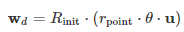 𝐰_d = R_init · (r_point · θ · 𝐮)